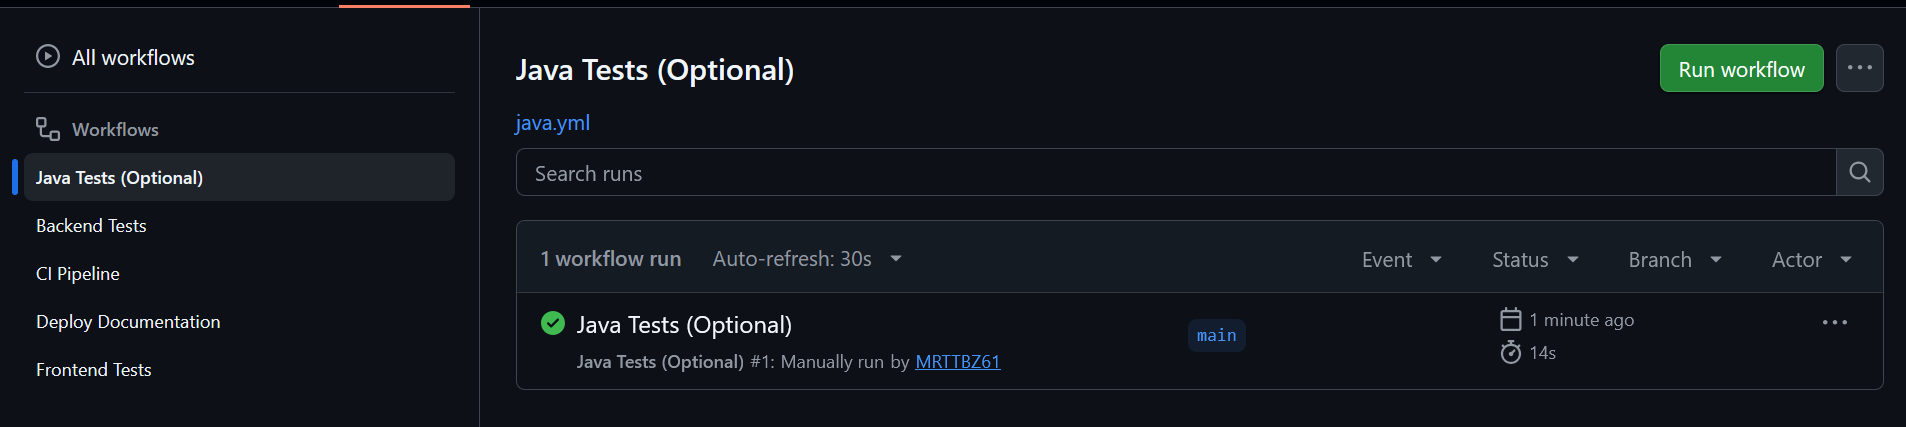 All workflows
Workflows
Java Tests (Optional)
Backend Tests
CI Pipeline
Deploy Documentation
Frontend Tests
Java Tests (Optional)
Run workflow
java.yml
Search runs
1 workflow run Auto-refresh: 30s Event Status Branch Actor
Java Tests (Optional)
main
1 minute ago
Java Tests (Optional) #1: Manually run by MRTTBZ61
14s